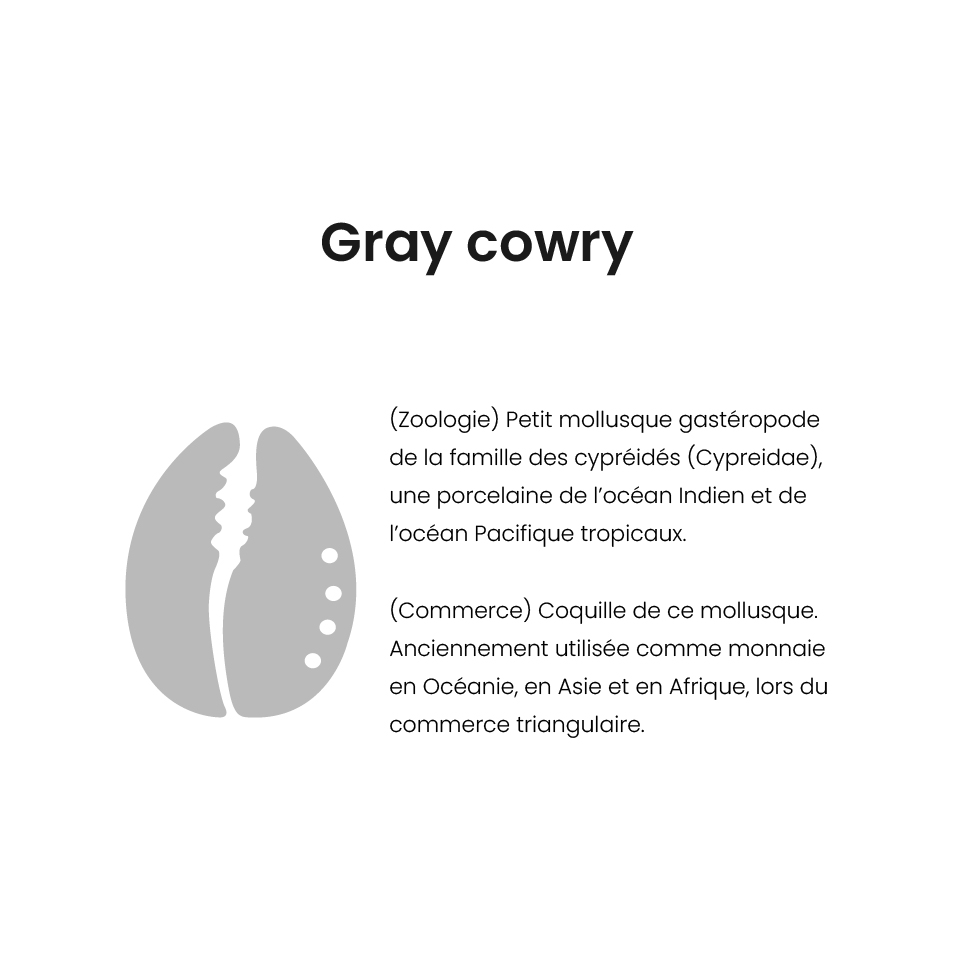 Gray cowry
(Zoologie) Petit mollusque gastéropode
de la famille des cypréidés (Cypreidae),
une porcelaine de l’océan Indien et de
l’océan Pacifique tropicaux.
(Commerce) Coquille de ce mollusque.
Anciennement utilisée comme monnaie
en Océanie, en Asie et en Afrique, lors du
commerce triangulaire.